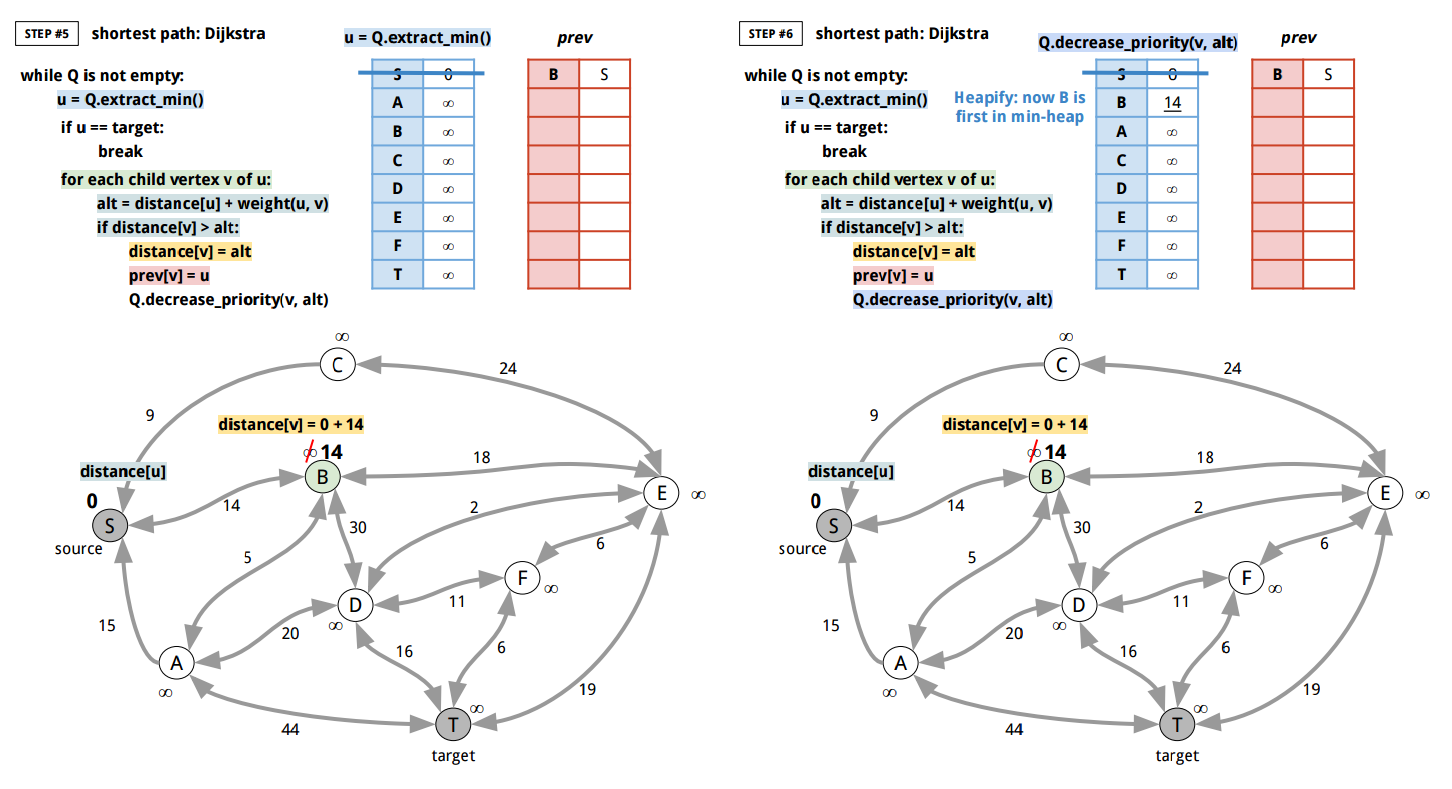 STEP #5 shortest path: Dijkstra
u = Q.extract_min()
prev
while Q is not empty:
u = Q.extract_min()
if u == target:
break
for each child vertex v of u:
alt = distance[u] + weight(u, v)
if distance[v] > alt:
distance[v] = alt
prev[v] = u
Q.decrease_priority(v, alt)
S 0
A ∞
B ∞
C ∞
D ∞
E ∞
F ∞
T ∞
B S
∞
C
24
9
distance[v] = 0 + 14
∞ 14
distance[u]
B
18
0
E ∞
S
14
2
source
30
5
6
F
∞
D
11
∞
15
20
16
6
A
∞
19
44
∞
T
target
STEP #6 shortest path: Dijkstra
Q.decrease_priority(v, alt)
prev
while Q is not empty:
u = Q.extract_min()
if u == target:
break
for each child vertex v of u:
alt = distance[u] + weight(u, v)
if distance[v] > alt:
distance[v] = alt
prev[v] = u
Q.decrease_priority(v, alt)
Heapify: now B is
first in min-heap
S 0
B 14
A ∞
C ∞
D ∞
E ∞
F ∞
T ∞
B S
∞
C
24
9
distance[v] = 0 + 14
∞ 14
distance[u]
B
18
0
E ∞
S
14
2
source
30
5
6
F
∞
D
11
∞
15
20
16
6
A
∞
19
44
∞
T
target